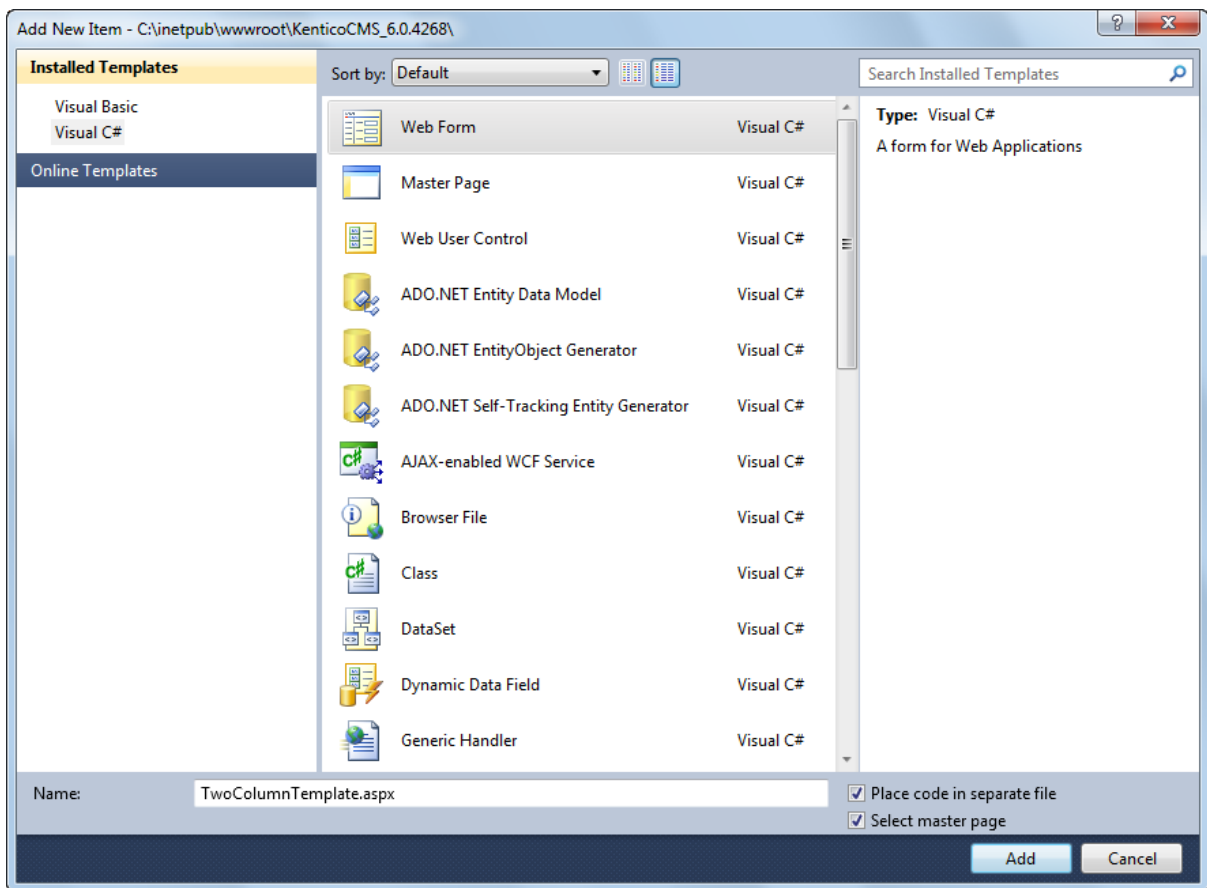 Add New Item - C:\inetpub\wwwroot\KenticoCMS_6.0.4268\
Installed Templates
Visual Basic
Visual C#
Online Templates
Sort by: Default
Search Installed Templates
Web Form Visual C#
Master Page Visual C#
Web User Control Visual C#
ADO.NET Entity Data Model Visual C#
ADO.NET EntityObject Generator Visual C#
ADO.NET Self-Tracking Entity Generator Visual C#
AJAX-enabled WCF Service Visual C#
Browser File Visual C#
Class Visual C#
DataSet Visual C#
Dynamic Data Field Visual C#
Generic Handler Visual C#
Type: Visual C#
A form for Web Applications
Name: TwoColumnTemplate.aspx
Place code in separate file
Select master page
Add Cancel